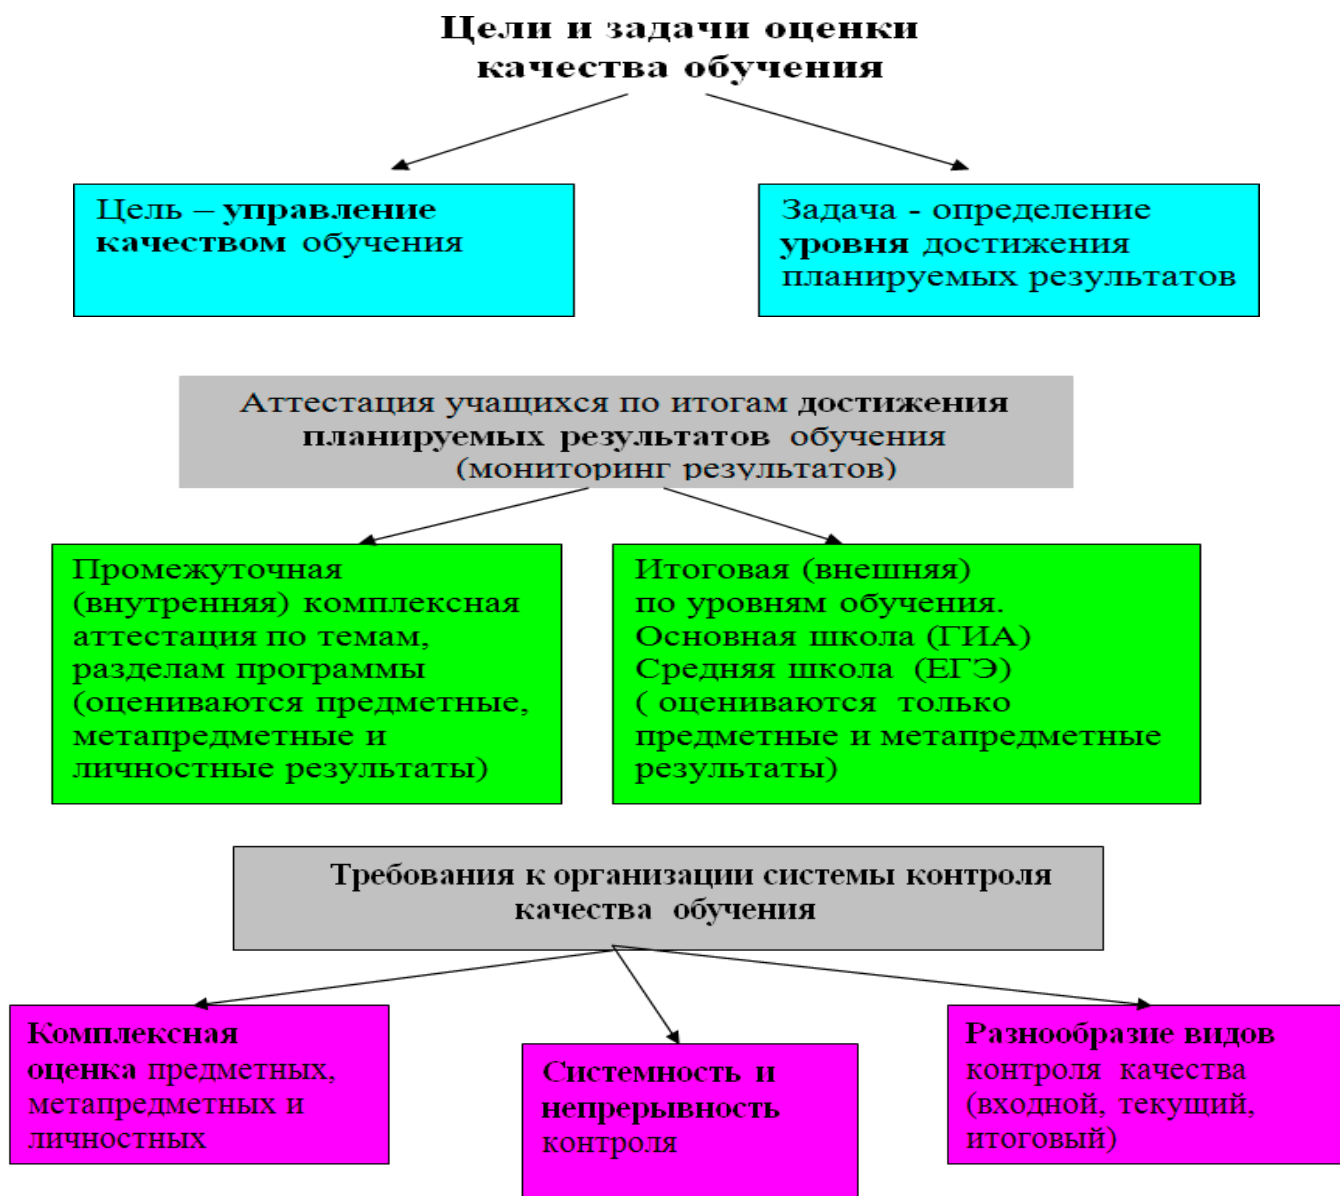 Цели и задачи оценки
качества обучения
Цель – управление
качеством обучения
Задача - определение
уровня достижения
планируемых результатов
Аттестация учащихся по итогам достижения
планируемых результатов обучения
(мониторинг результатов)
Промежуточная
(внутренняя) комплексная
аттестация по темам,
разделам программы
(оцениваются предметные,
метапредметные и
личностные результаты)
Итоговая (внешняя)
по уровням обучения.
Основная школа (ГИА)
Средняя школа (ЕГЭ)
( оцениваются только
предметные и метапредметные
результаты)
Требования к организации системы контроля
качества обучения
Комплексная
оценка предметных,
метапредметных и
личностных
Системность и
непрерывность
контроля
Разнообразие видов
контроля качества
(входной, текущий,
итоговый)